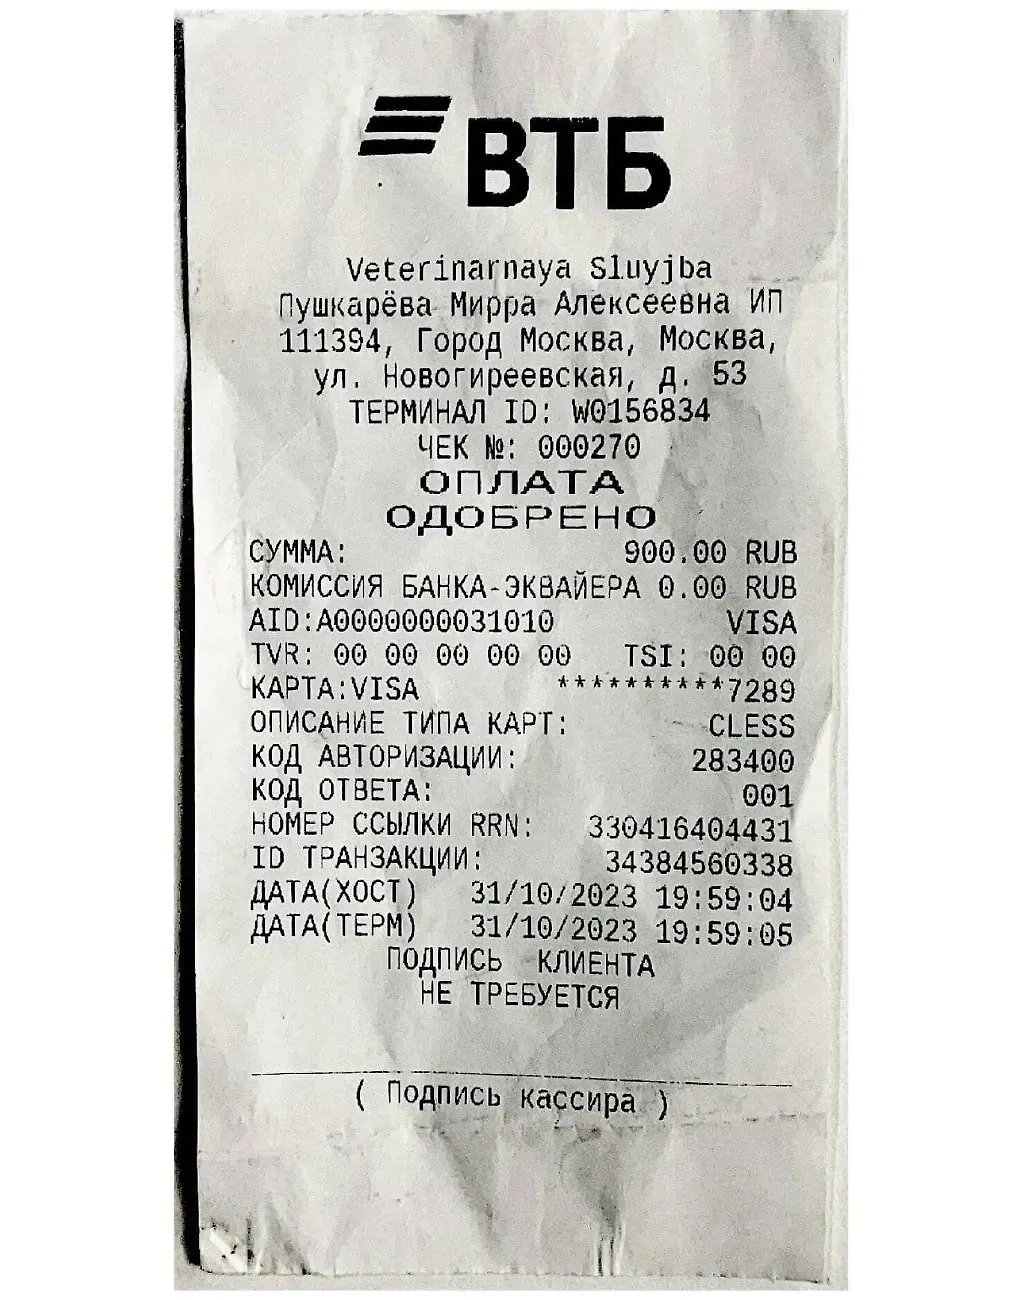 ВТБ
Veterinarnaya Sluyjba
Пушкарёва Мирра Алексеевна ИП
111394, Город Москва, Москва,
ул. Новогиреевская, д. 53
ТЕРМИНАЛ ID: W0156834
ЧЕК №: 000270
ОПЛАТА
ОДОБРЕНО
СУММА: 900.00 RUB
КОМИССИЯ БАНКА-ЭКВАЙЕРА 0.00 RUB
AID:A0000000031010 VISA
TVR: 00 00 00 00 00 TSI: 00 00
КАРТА:VISA **********7289
ОПИСАНИЕ ТИПА КАРТ: CLESS
КОД АВТОРИЗАЦИИ: 283400
КОД ОТВЕТА: 001
НОМЕР ССЫЛКИ RRN: 330416404431
ID ТРАНЗАКЦИИ: 34384560338
ДАТА(ХОСТ) 31/10/2023 19:59:04
ДАТА(ТЕРМ) 31/10/2023 19:59:05
ПОДПИСЬ КЛИЕНТА
НЕ ТРЕБУЕТСЯ
( Подпись кассира )